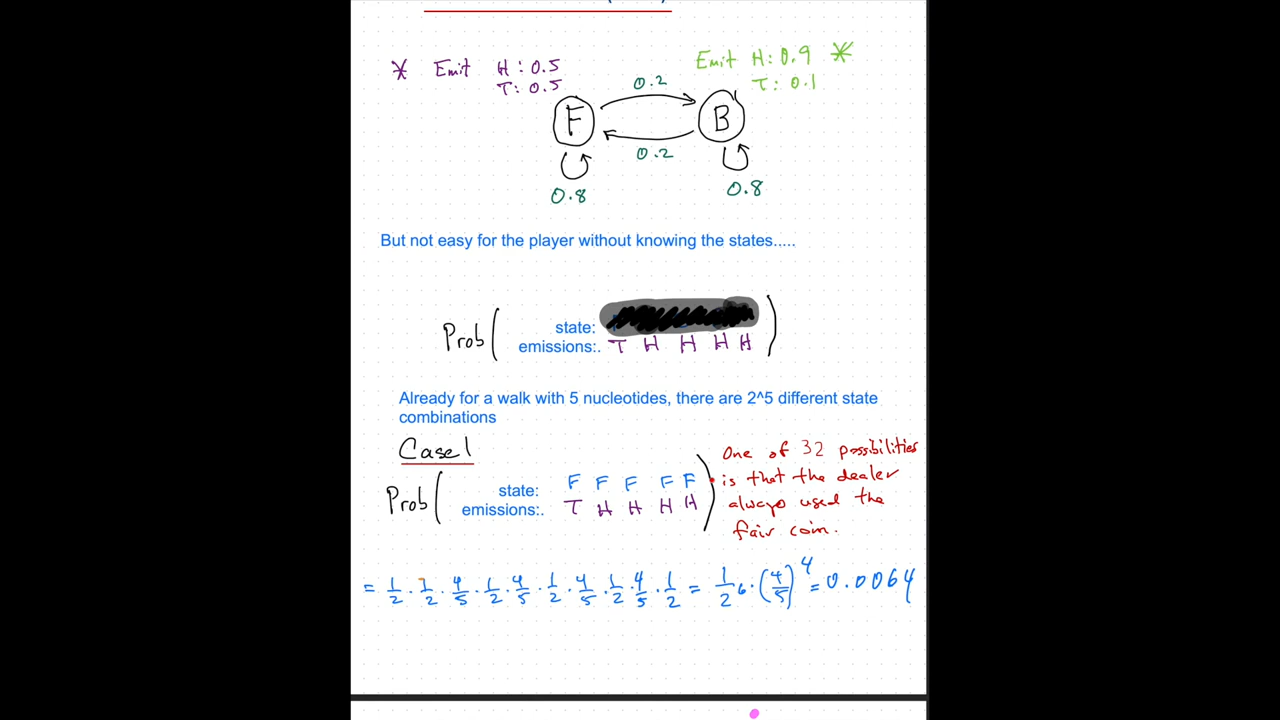 * Emit H: 0.5
T: 0.5
Emit H: 0.9 *
T: 0.1
0.2
F
B
0.2
0.8
0.8
But not easy for the player without knowing the states.....
Prob(
state:
emissions:. T H H H H )
Already for a walk with 5 nucleotides, there are 2^5 different state
combinations
Case 1
Prob(
state: F F F F F
emissions:. T H H H H )
One of 32 possibilities
is that the dealer
always used the
fair coin.
= 1/2 · 1/2 · 4/5 · 1/2 · 4/5 · 1/2 · 4/5 · 1/2 · 4/5 · 1/2 = 1/2^6 · (4/5)^4 = 0.0064